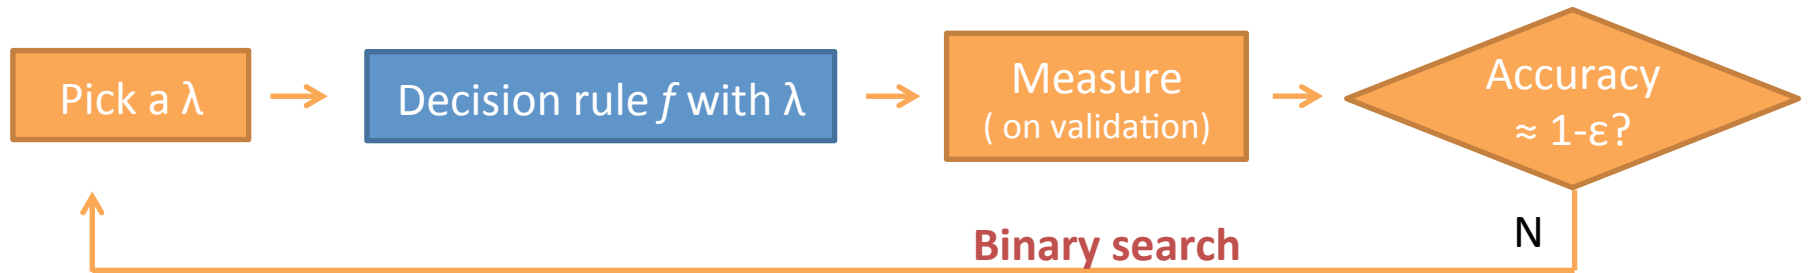 Pick a λ
Decision rule f with λ
Measure
( on validation)
Accuracy
≈ 1-ε?
N
Binary search